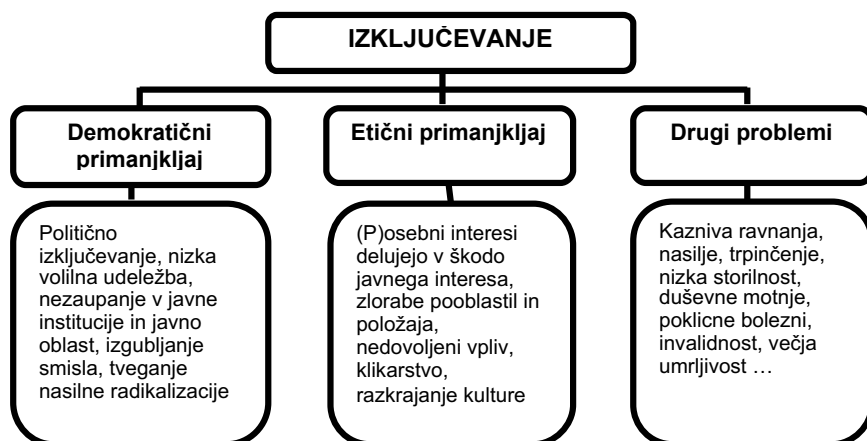 IZKLJUČEVANJE
Demokratični
primanjkljaj
Etični primanjkljaj
Drugi problemi
Politično
izključevanje, nizka
volilna udeležba,
nezaupanje v javne
institucije in javno
oblast, izgubljanje
smisla, tveganje
nasilne radikalizacije
(P)osebni interesi
delujejo v škodo
javnega interesa,
zlorabe pooblastil in
položaja,
nedovoljeni vpliv,
klikarstvo,
razkrajanje kulture
Kazniva ravnanja,
nasilje, trpinčenje,
nizka storilnost,
duševne motnje,
poklicne bolezni,
invalidnost, večja
umrljivost …